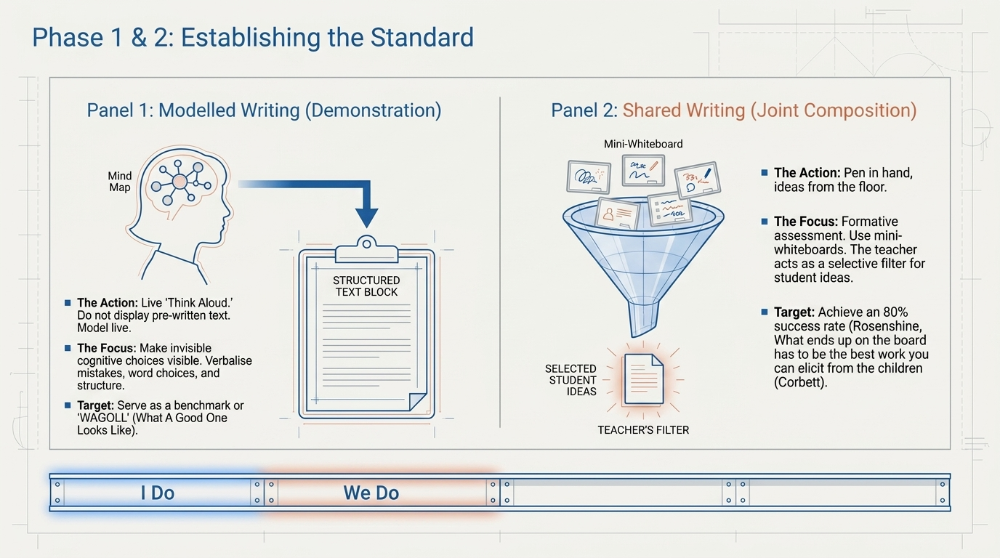 Phase 1 & 2: Establishing the Standard
Panel 1: Modelled Writing (Demonstration)
Mind
Map
STRUCTURED
TEXT BLOCK
The Action: Live ‘Think Aloud.’
Do not display pre-written text.
Model live.
The Focus: Make invisible
cognitive choices visible. Verbalise
mistakes, word choices, and
structure.
Target: Serve as a benchmark or
‘WAGOLL’ (What A Good One
Looks Like).
Panel 2: Shared Writing (Joint Composition)
Mini-Whiteboard
SELECTED
STUDENT
IDEAS
TEACHER’S FILTER
The Action: Pen in hand,
ideas from the floor.
The Focus: Formative
assessment. Use mini-
whiteboards. The teacher
acts as a selective filter for
student ideas.
Target: Achieve an 80%
success rate (Rosenshine,
What ends up on the board
has to be the best work you
can elicit from the children
(Corbett).
I Do
We Do